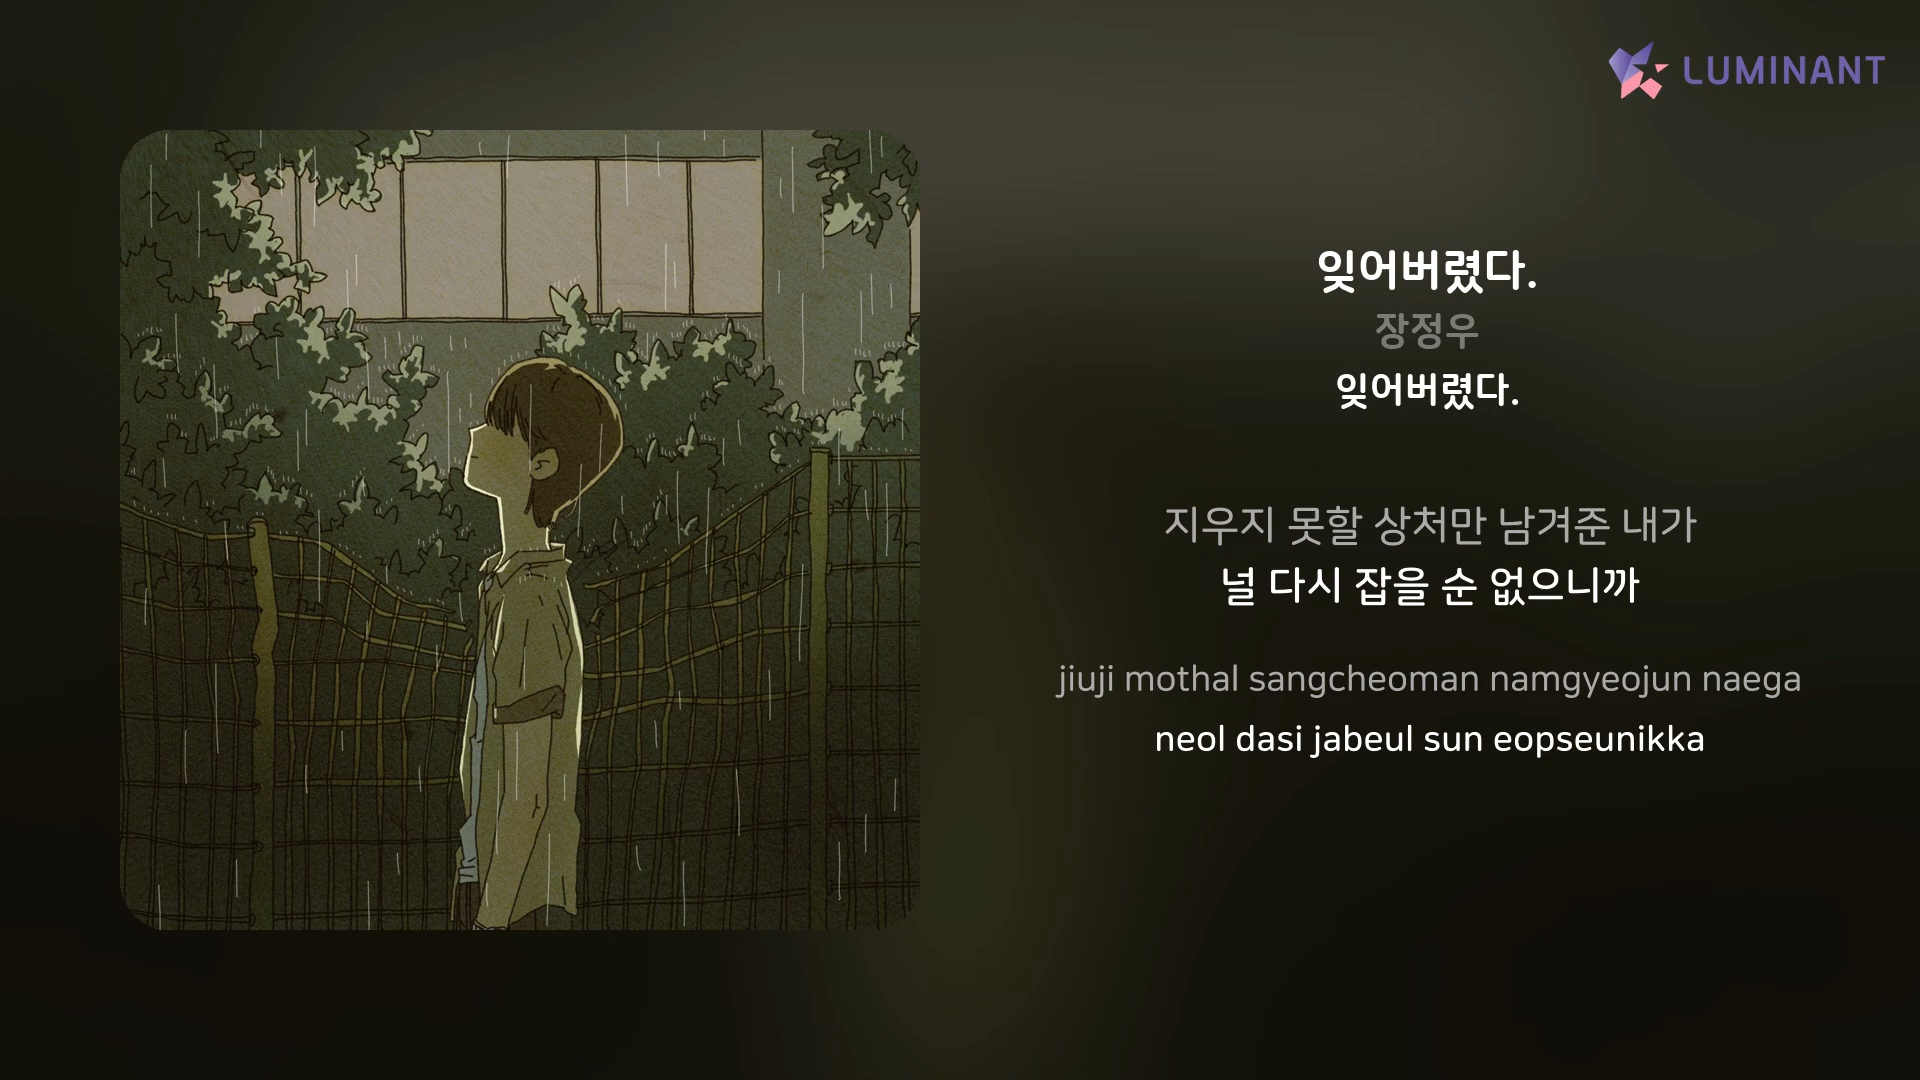 LUMINANT
잊어버렸다.
장정우
잊어버렸다.
지우지 못할 상처만 남겨준 내가
널 다시 잡을 순 없으니까
jiuji mothal sangcheoman namgyeojun naega
neol dasi jabeul sun eopseunikka